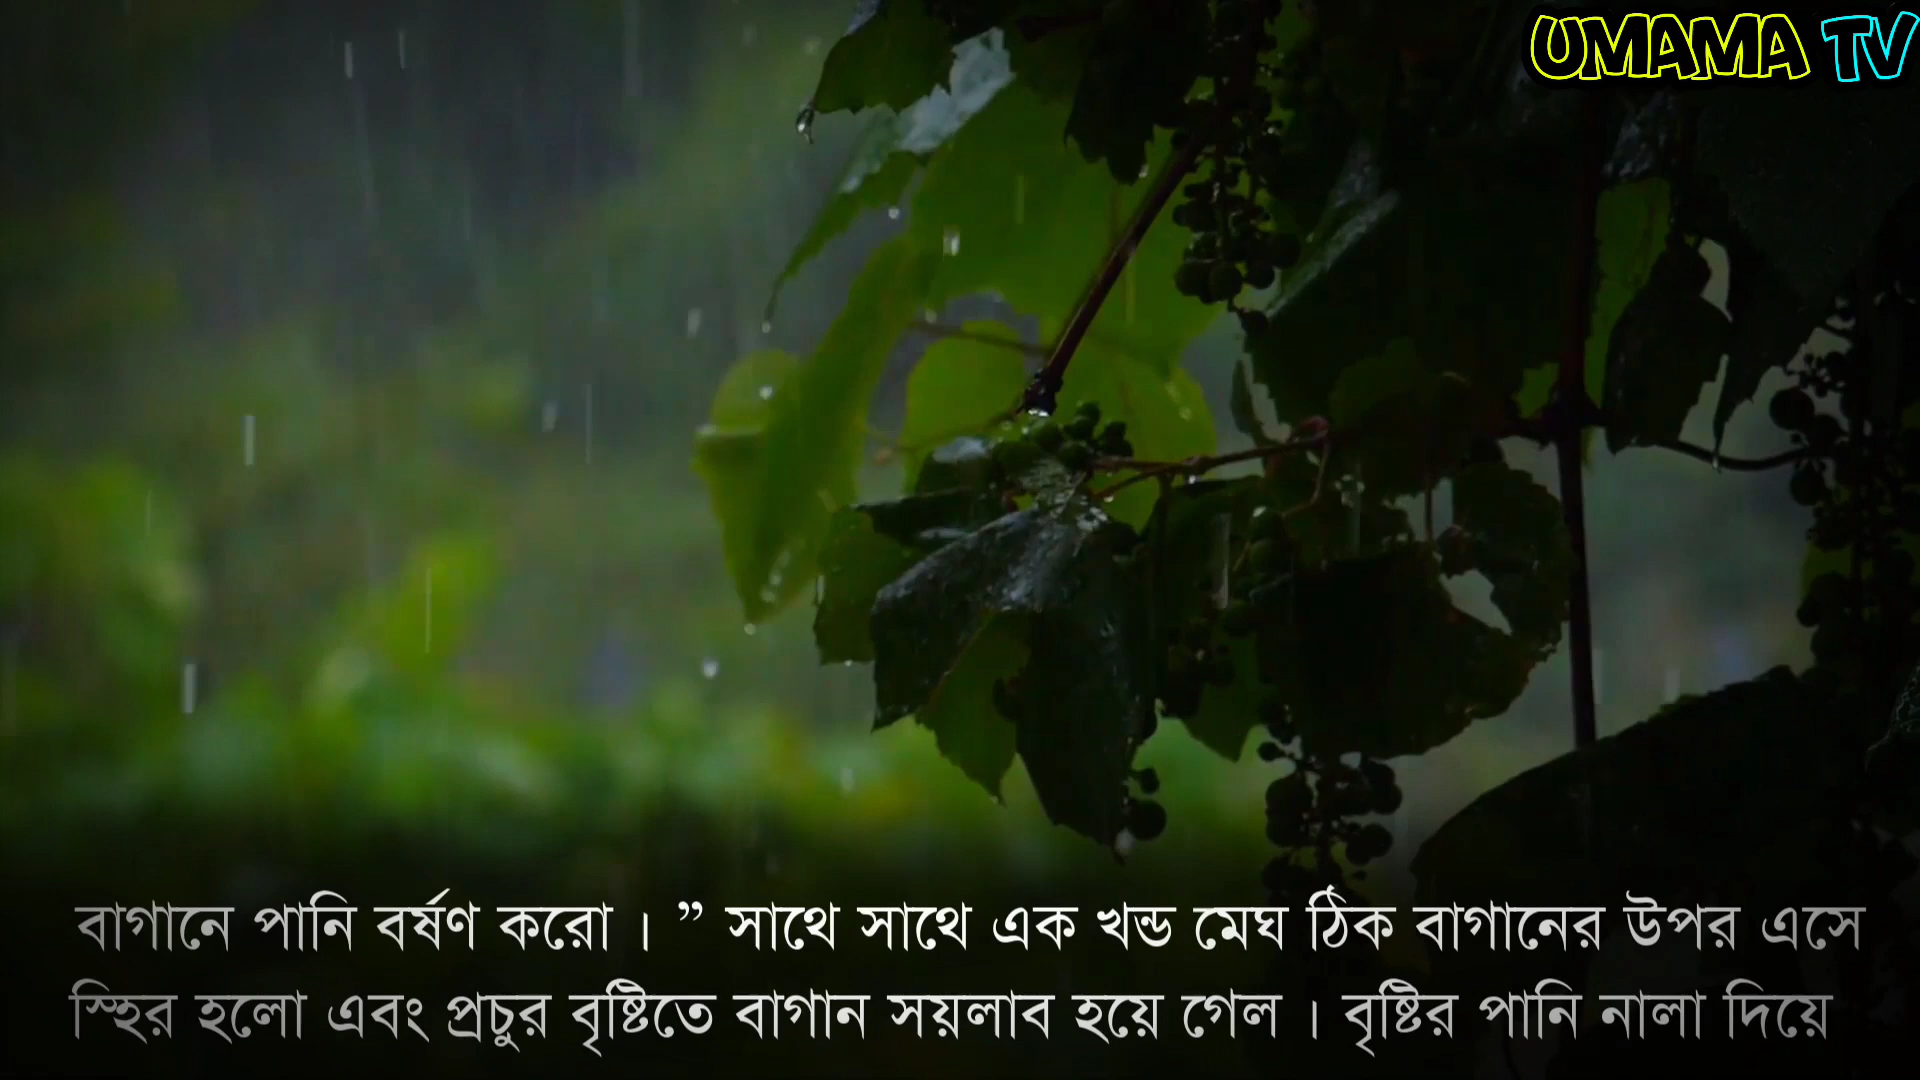 UMAMA TV
বাগানে পানি বর্ষণ করো । ” সাথে সাথে এক খন্ড মেঘ ঠিক বাগানের উপর এসে
স্হির হলো এবং প্রচুর বৃষ্টিতে বাগান সয়লাব হয়ে গেল । বৃষ্টির পানি নালা দিয়ে